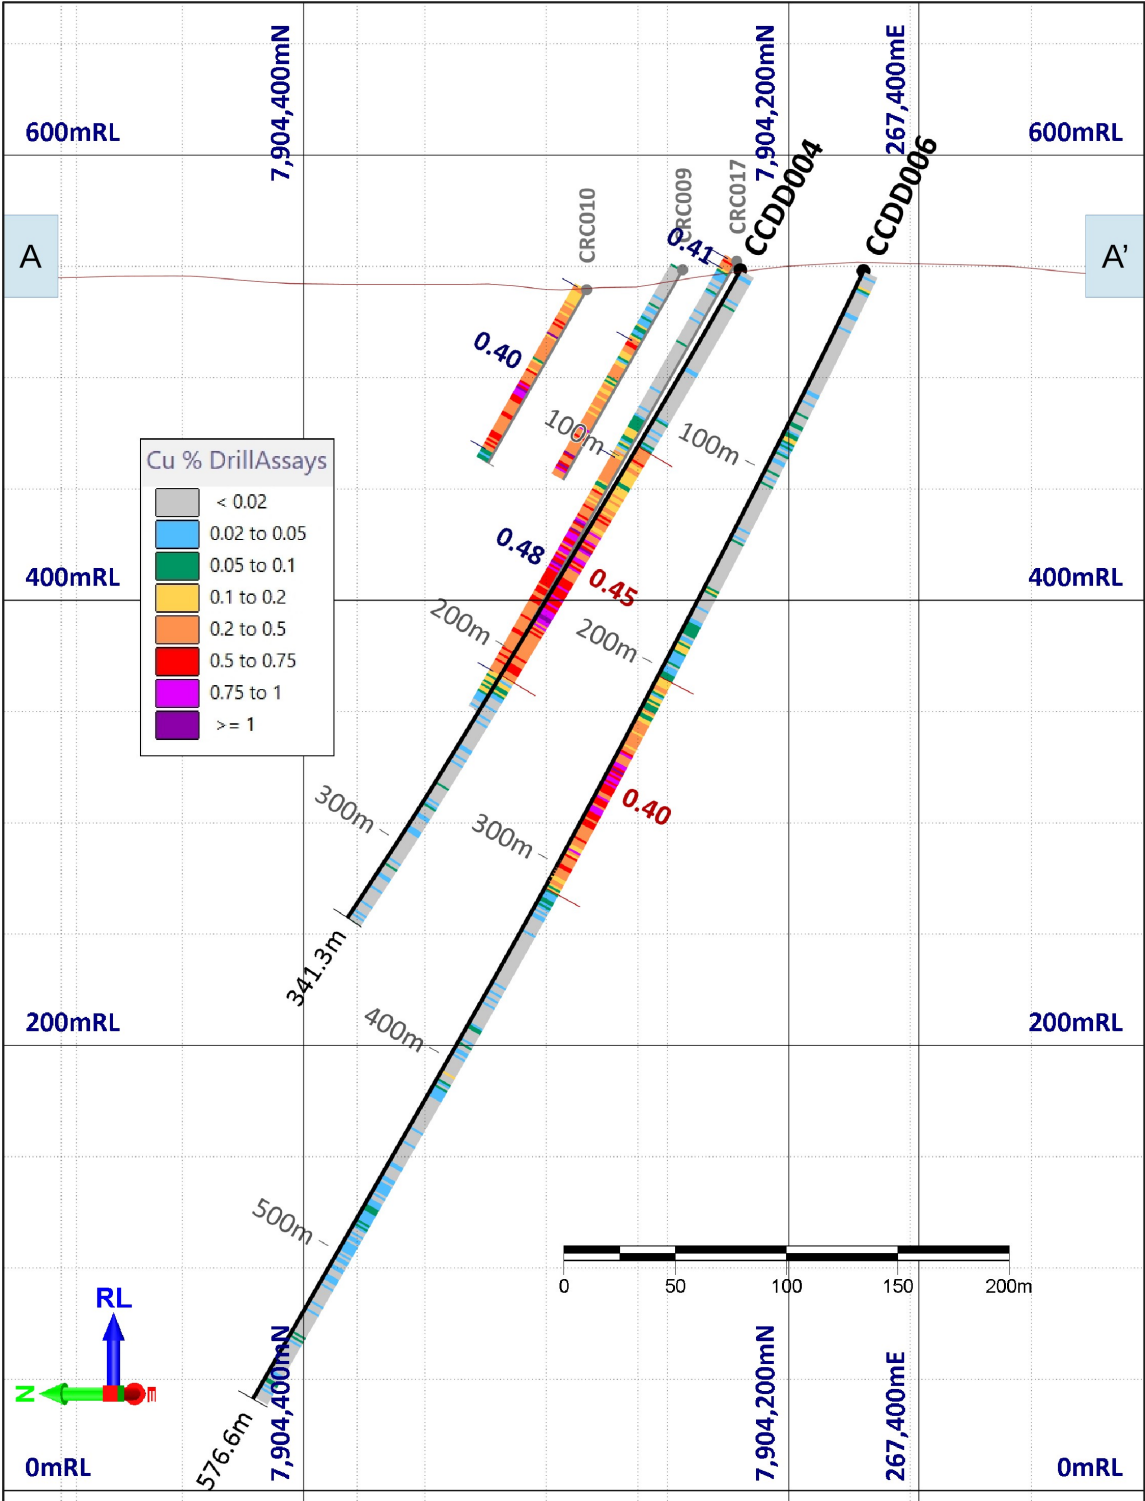 7,904,400mN
7,904,200mN
267,400mE
600mRL
600mRL
CCDD004
CCDD006
CRC010
CRC009
CRC017
0.41
A
A’
0.40
100m
100m
Cu % DrillAssays
< 0.02
0.02 to 0.05
0.05 to 0.1
0.1 to 0.2
0.2 to 0.5
0.5 to 0.75
0.75 to 1
>= 1
0.48
0.45
400mRL
400mRL
200m
200m
0.40
300m
300m
341.3m
200mRL
200mRL
400m
500m
0
50
100
150
200m
RL
N
E
7,904,400mN
7,904,200mN
267,400mE
576.6m
0mRL
0mRL